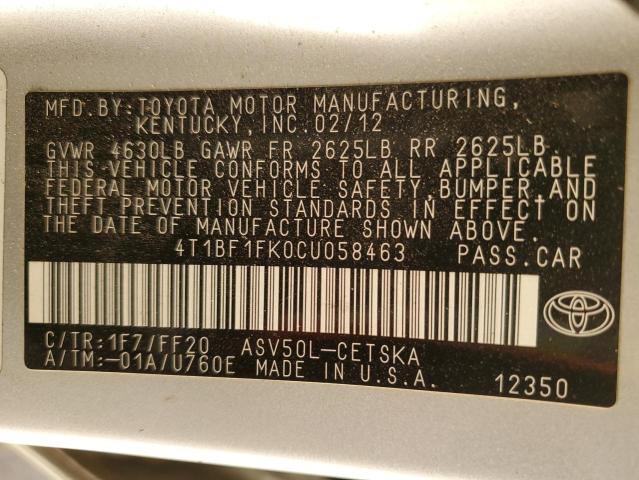 MFD.BY:TOYOTA MOTOR MANUFACTURING,
KENTUCKY,INC.02/12
GVWR 4630LB GAWR FR 2625LB RR 2625LB
THIS VEHICLE CONFORMS TO ALL APPLICABLE
FEDERAL MOTOR VEHICLE SAFETY,BUMPER,AND
THEFT PREVENTION STANDARDS IN EFFECT ON
THE DATE OF MANUFACTURE SHOWN ABOVE.
4T1BF1FK0CU058463 PASS.CAR
C/TR:1F7/FF20 ASV50L-CETSKA
A/TM:-01A/U760E MADE IN U.S.A. 12350